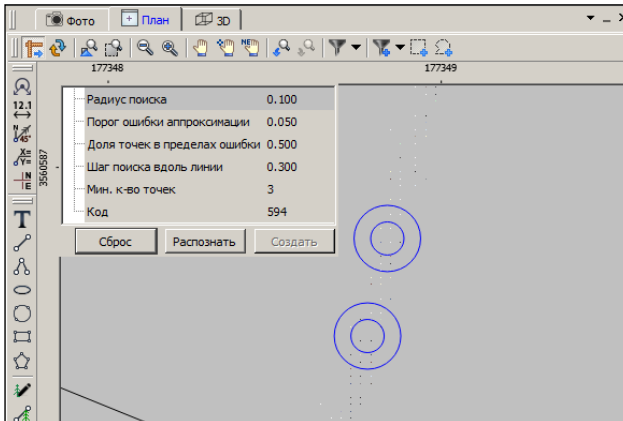 Фото План 3D
177348 177349
12.1
N
45°
X=
Y=
N
E
3560587
T
NE
Радиус поиска 0.100
Порог ошибки аппроксимации 0.050
Доля точек в пределах ошибки 0.500
Шаг поиска вдоль линии 0.300
Мин. к-во точек 3
Код 594
Сброс Распознать Создать